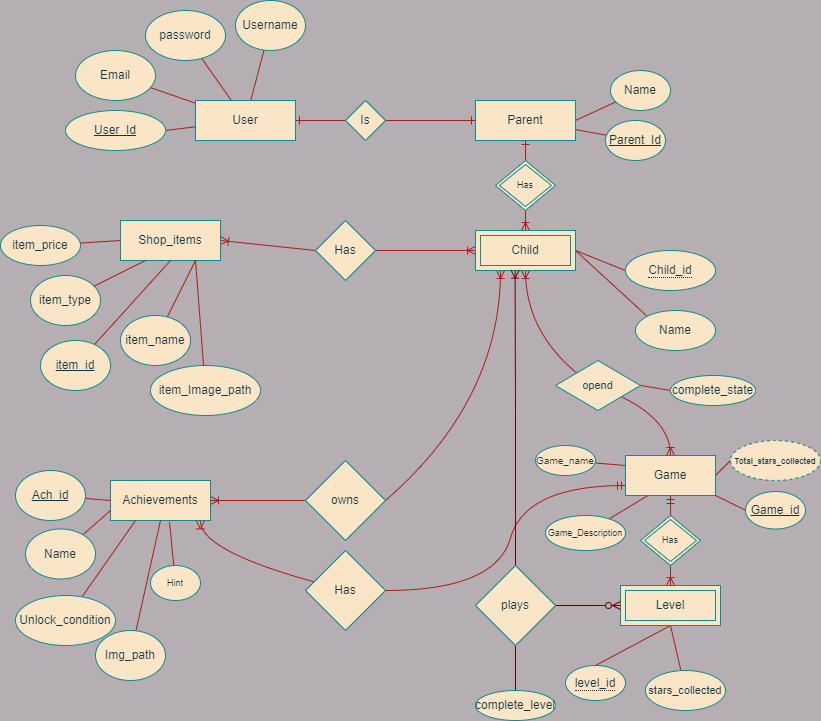 Username
password
Email
User_Id
User
Is
Parent
Name
Parent_Id
Has
Shop_items
item_price
item_type
item_id
item_name
item_Image_path
Has
Child
Child_id
Name
opend
complete_state
Achievements
Ach_id
Name
Unlock_condition
Img_path
Hint
owns
Has
Game_name
Game
Total_stars_collected
Game_id
Game_Description
Has
plays
Level
level_id
stars_collected
complete_level